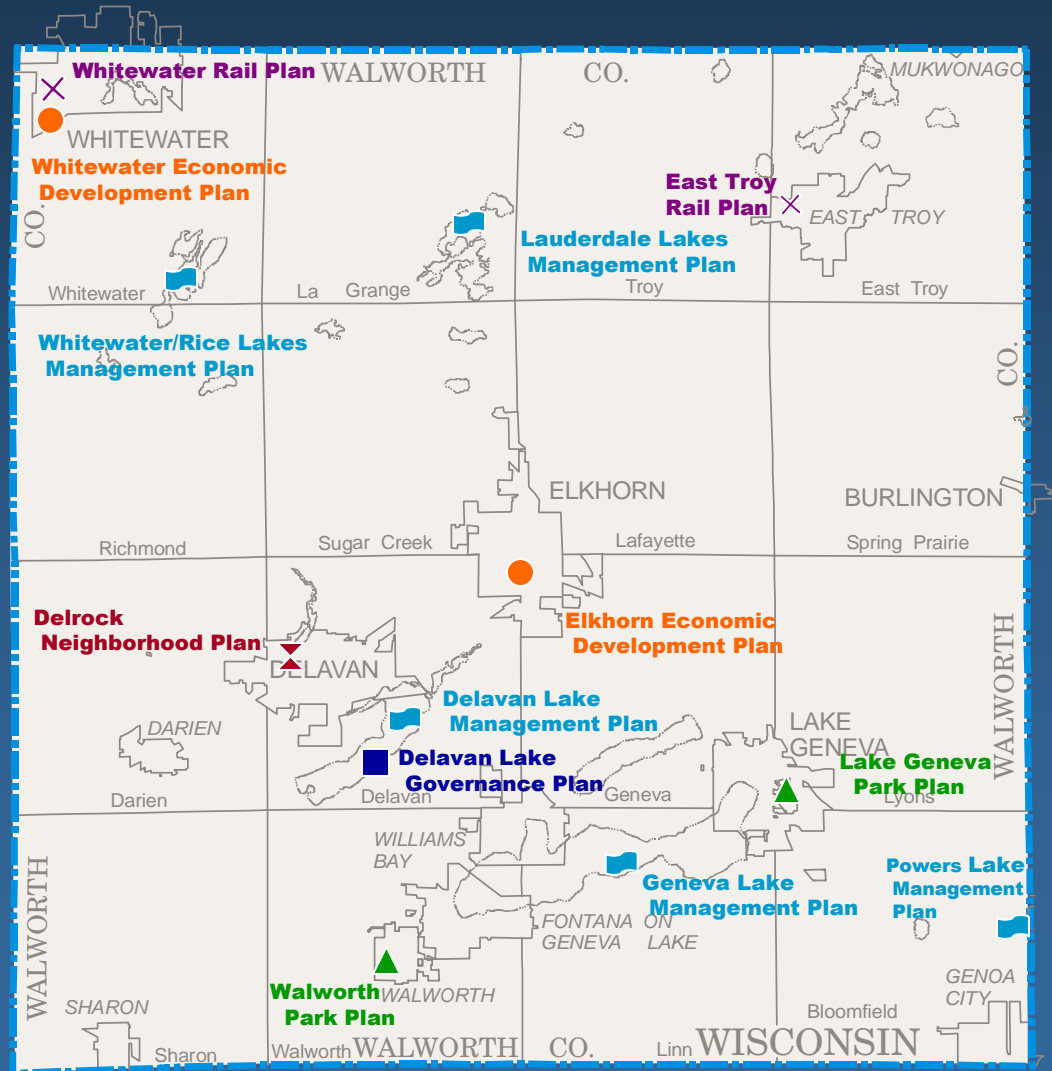 MUKWONAGO
Whitewater Rail Plan
WALWORTH CO.
WHITEWATER
Whitewater Economic
Development Plan
CO.
East Troy
Rail Plan
EAST TROY
Lauderdale Lakes
Management Plan
Whitewater
La Grange
Troy
East Troy
Whitewater/Rice Lakes
Management Plan
CO.
ELKHORN
BURLINGTON
Richmond
Sugar Creek
Lafayette
Spring Prairie
Delrock
Neighborhood Plan
DELAVAN
Elkhorn Economic
Development Plan
WALWORTH
Delavan Lake
Management Plan
DARIEN
LAKE
GENEVA
Delavan Lake
Governance Plan
Lake Geneva
Park Plan
Darien
Delavan
Geneva
Lyons
WILLIAMS
BAY
WALWORTH
Geneva Lake
Management Plan
Powers Lake
Management
Plan
FONTANA ON
GENEVA LAKE
Walworth
Park Plan
WALWORTH
GENOA
CITY
SHARON
Bloomfield
Sharon
Walworth
WALWORTH CO.
Linn
WISCONSIN
7